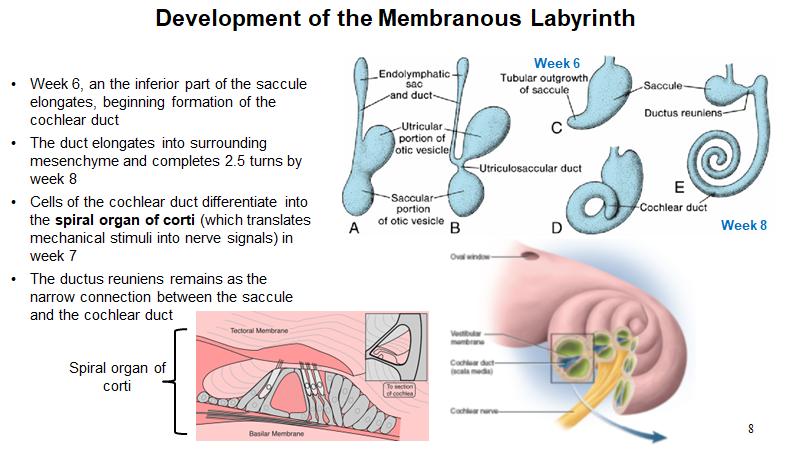 Development of the Membranous Labyrinth
• Week 6, an the inferior part of the saccule
elongates, beginning formation of the
cochlear duct
• The duct elongates into surrounding
mesenchyme and completes 2.5 turns by
week 8
• Cells of the cochlear duct differentiate into
the spiral organ of corti (which translates
mechanical stimuli into nerve signals) in
week 7
• The ductus reuniens remains as the
narrow connection between the saccule
and the cochlear duct
Endolymphatic
sac
and duct
Utricular
portion of
otic vesicle
Utriculosaccular duct
Saccular
portion
of otic vesicle
A
B
Week 6
Tubular outgrowth
of saccule
C
D
Saccule
Ductus reuniens
E
Cochlear duct
Week 8
Spiral organ of
corti
Tectoral Membrane
To section
of cochlea
Basilar Membrane
Oval window
Vestibular
membrane
Cochlear duct
(scala media)
Cochlear nerve
8